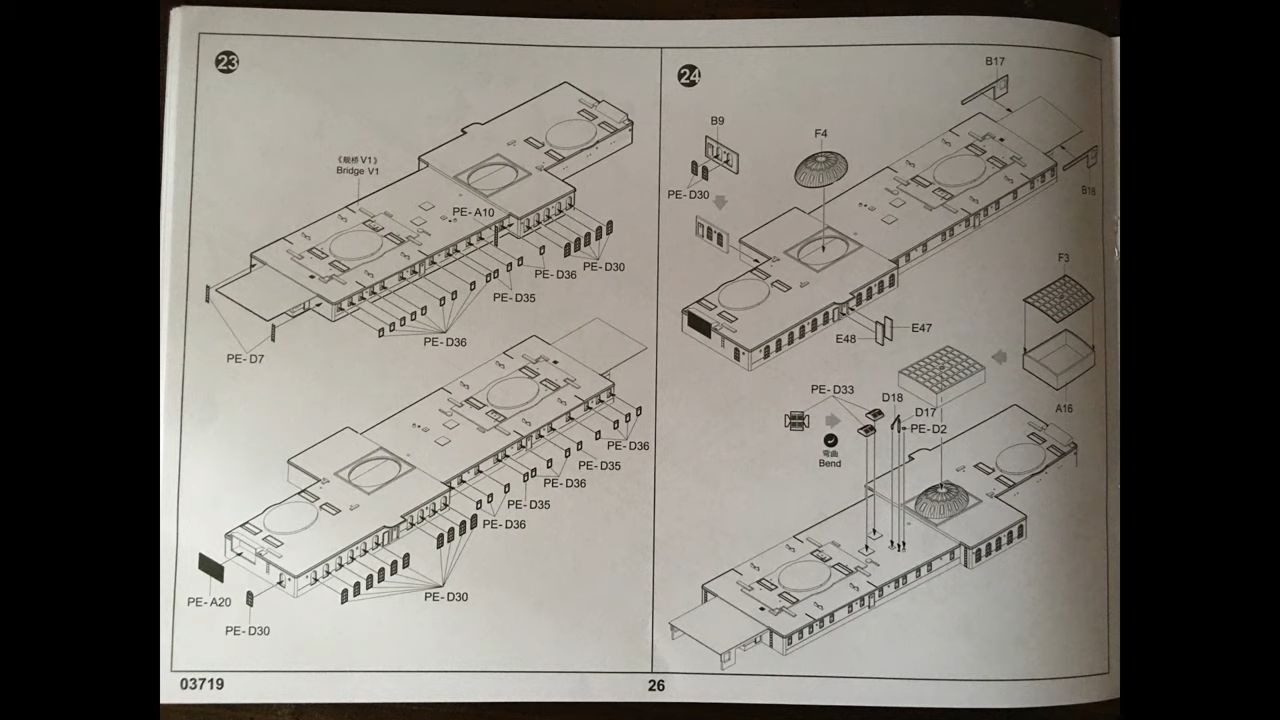 23
《舰桥 V1》
Bridge V1
PE-A10
PE-D30
PE-D36
PE-D35
PE-D36
PE-D7
PE-D36
PE-D35
PE-D36
PE-D35
PE-D36
PE-D30
PE-A20
PE-D30
24
B17
B9
F4
PE-D30
B18
F3
E47
E48
A16
PE-D33
D18
D17
PE-D2
弯曲
Bend
03719
26